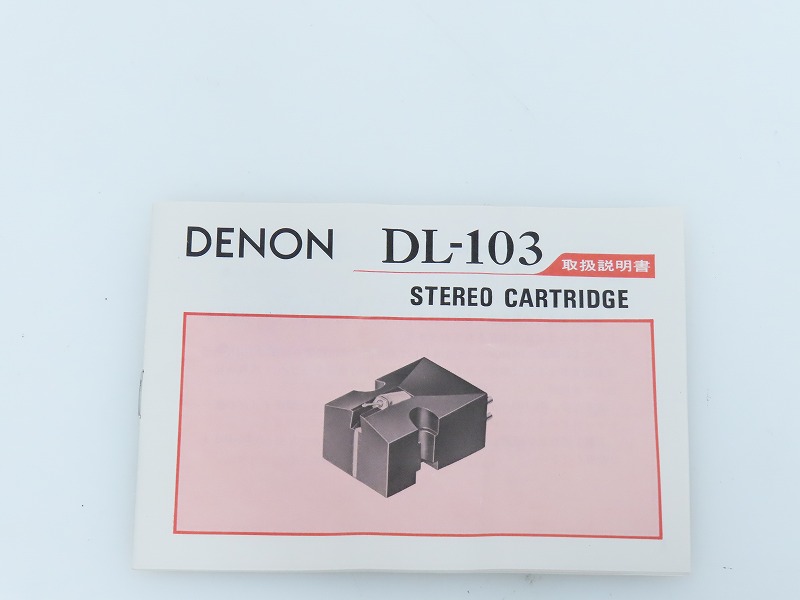 DENON DL-103 取扱説明書
STEREO CARTRIDGE